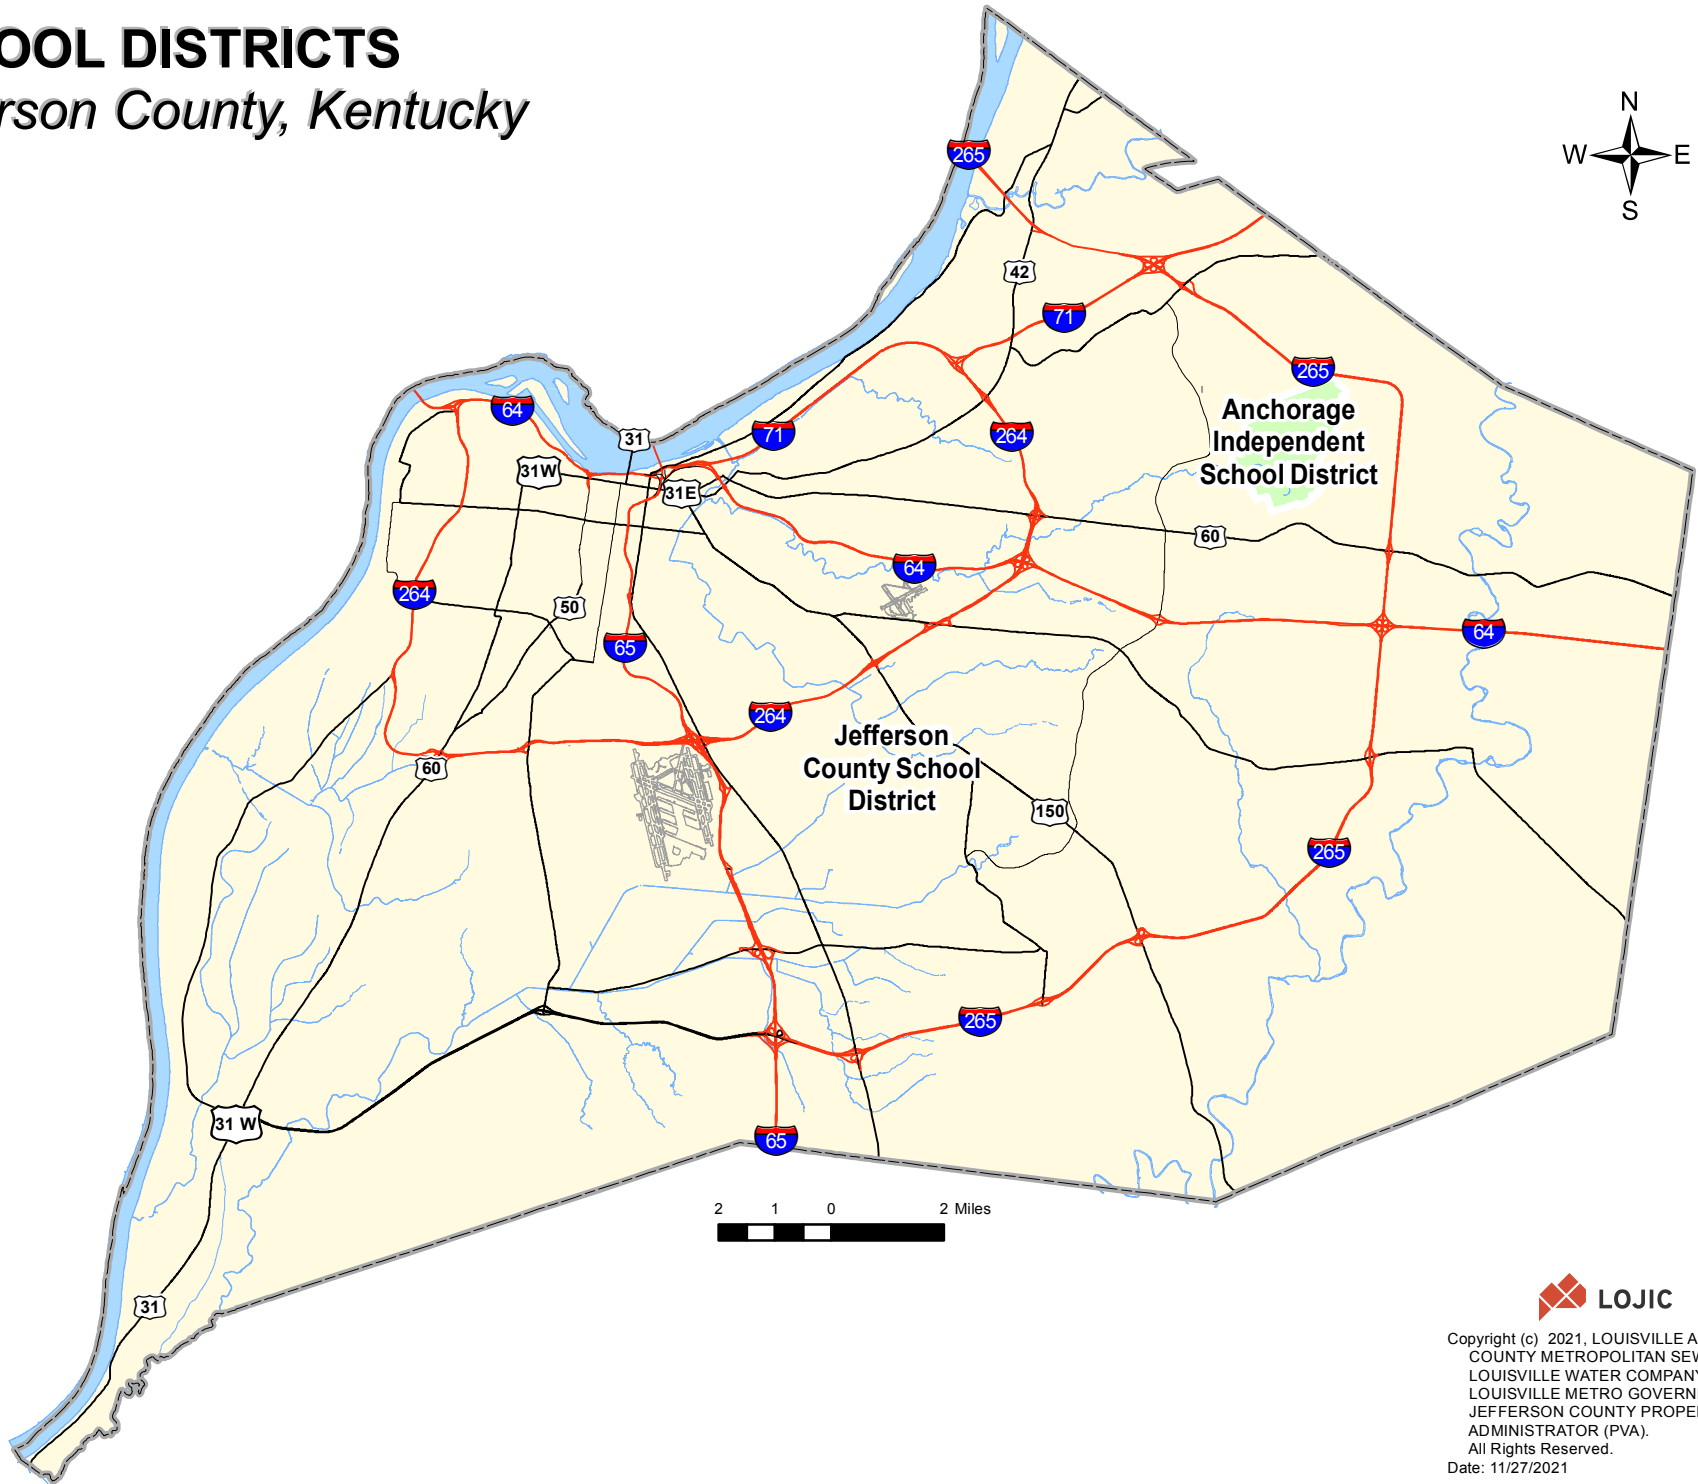 OOL DISTRICTS
rson County, Kentucky
N
W E
S
265
42
71
265
64
31
71
264
Anchorage
Independent
School District
31W
31E
60
64
264
50
65
64
264
Jefferson
County School
District
60
150
265
265
31 W
65
2 1 0 2 Miles
31
LOJIC
Copyright (c) 2021, LOUISVILLE A
COUNTY METROPOLITAN SEW
LOUISVILLE WATER COMPANY
LOUISVILLE METRO GOVERN
JEFFERSON COUNTY PROPE
ADMINISTRATOR (PVA).
All Rights Reserved.
Date: 11/27/2021